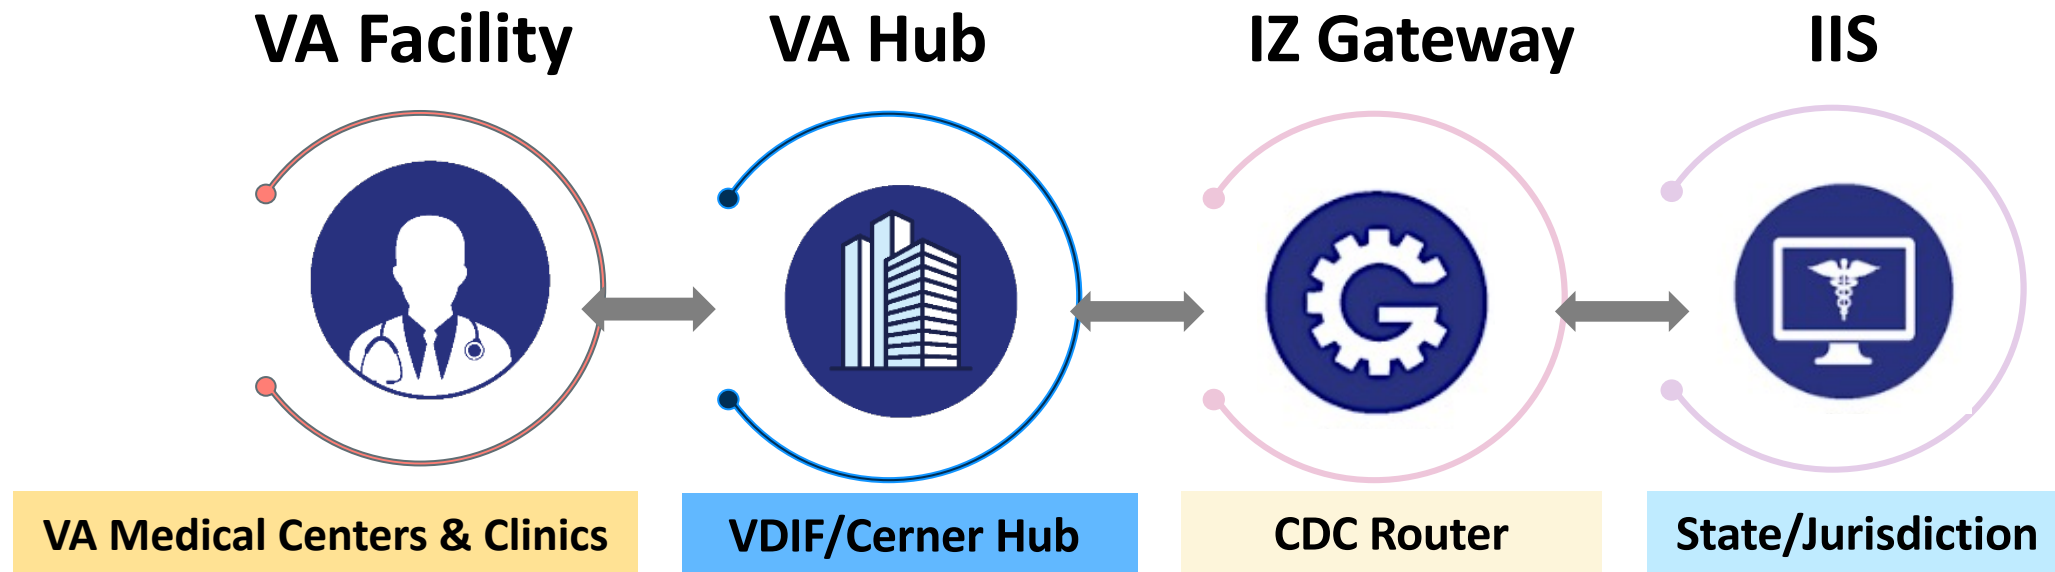 VA Facility
VA Hub
IZ Gateway
IIS
VA Medical Centers & Clinics
VDIF/Cerner Hub
CDC Router
State/Jurisdiction